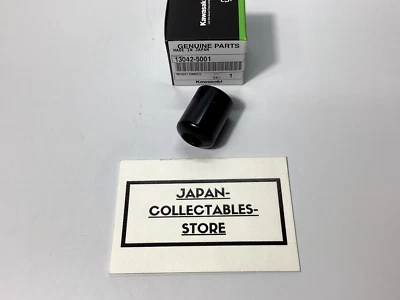 Kawasaki
GENUINE PARTS
MADE IN JAPAN
13042-5001
1
Kawasaki
JAPAN-
COLLECTABLES-
STORE